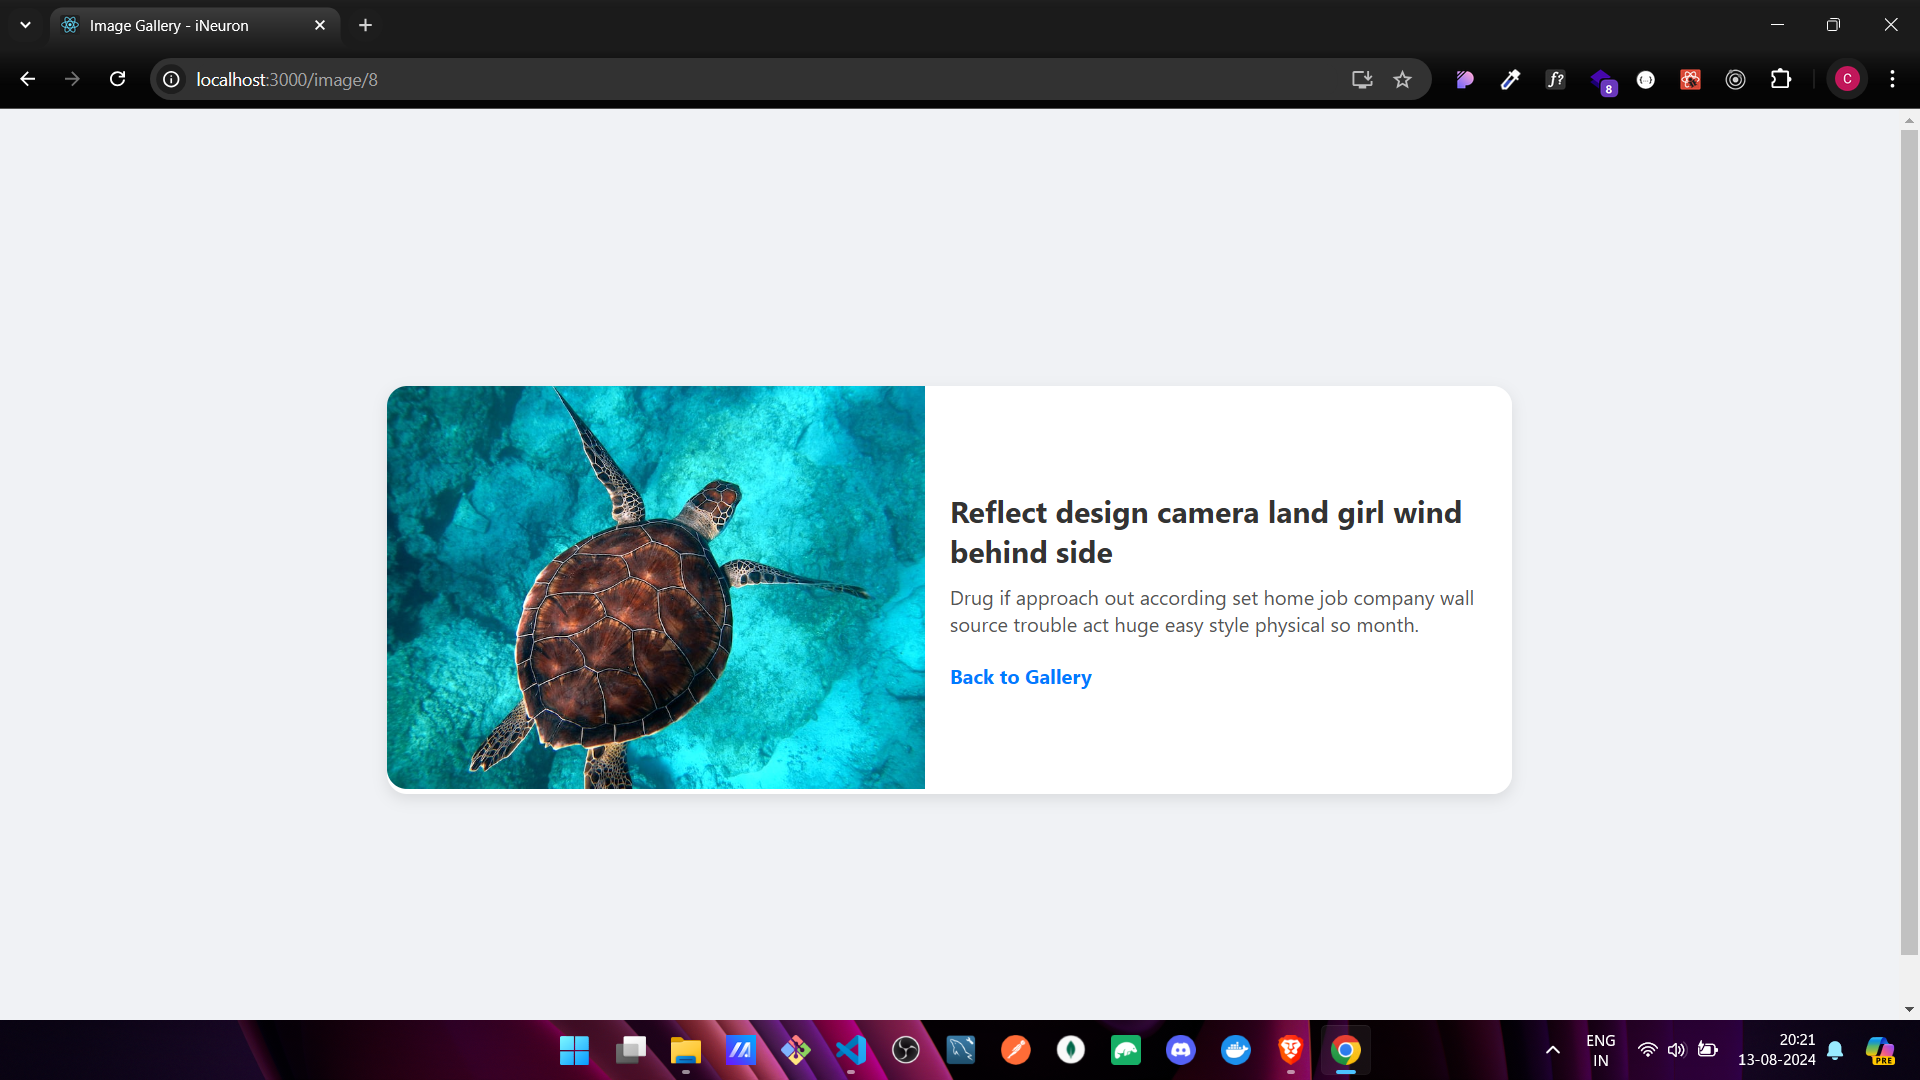 Image Gallery - iNeuron
localhost:3000/image/8
f?
8
C
Reflect design camera land girl wind
behind side
Drug if approach out according set home job company wall
source trouble act huge easy style physical so month.
Back to Gallery
ENG
IN
20:21
13-08-2024
PRE